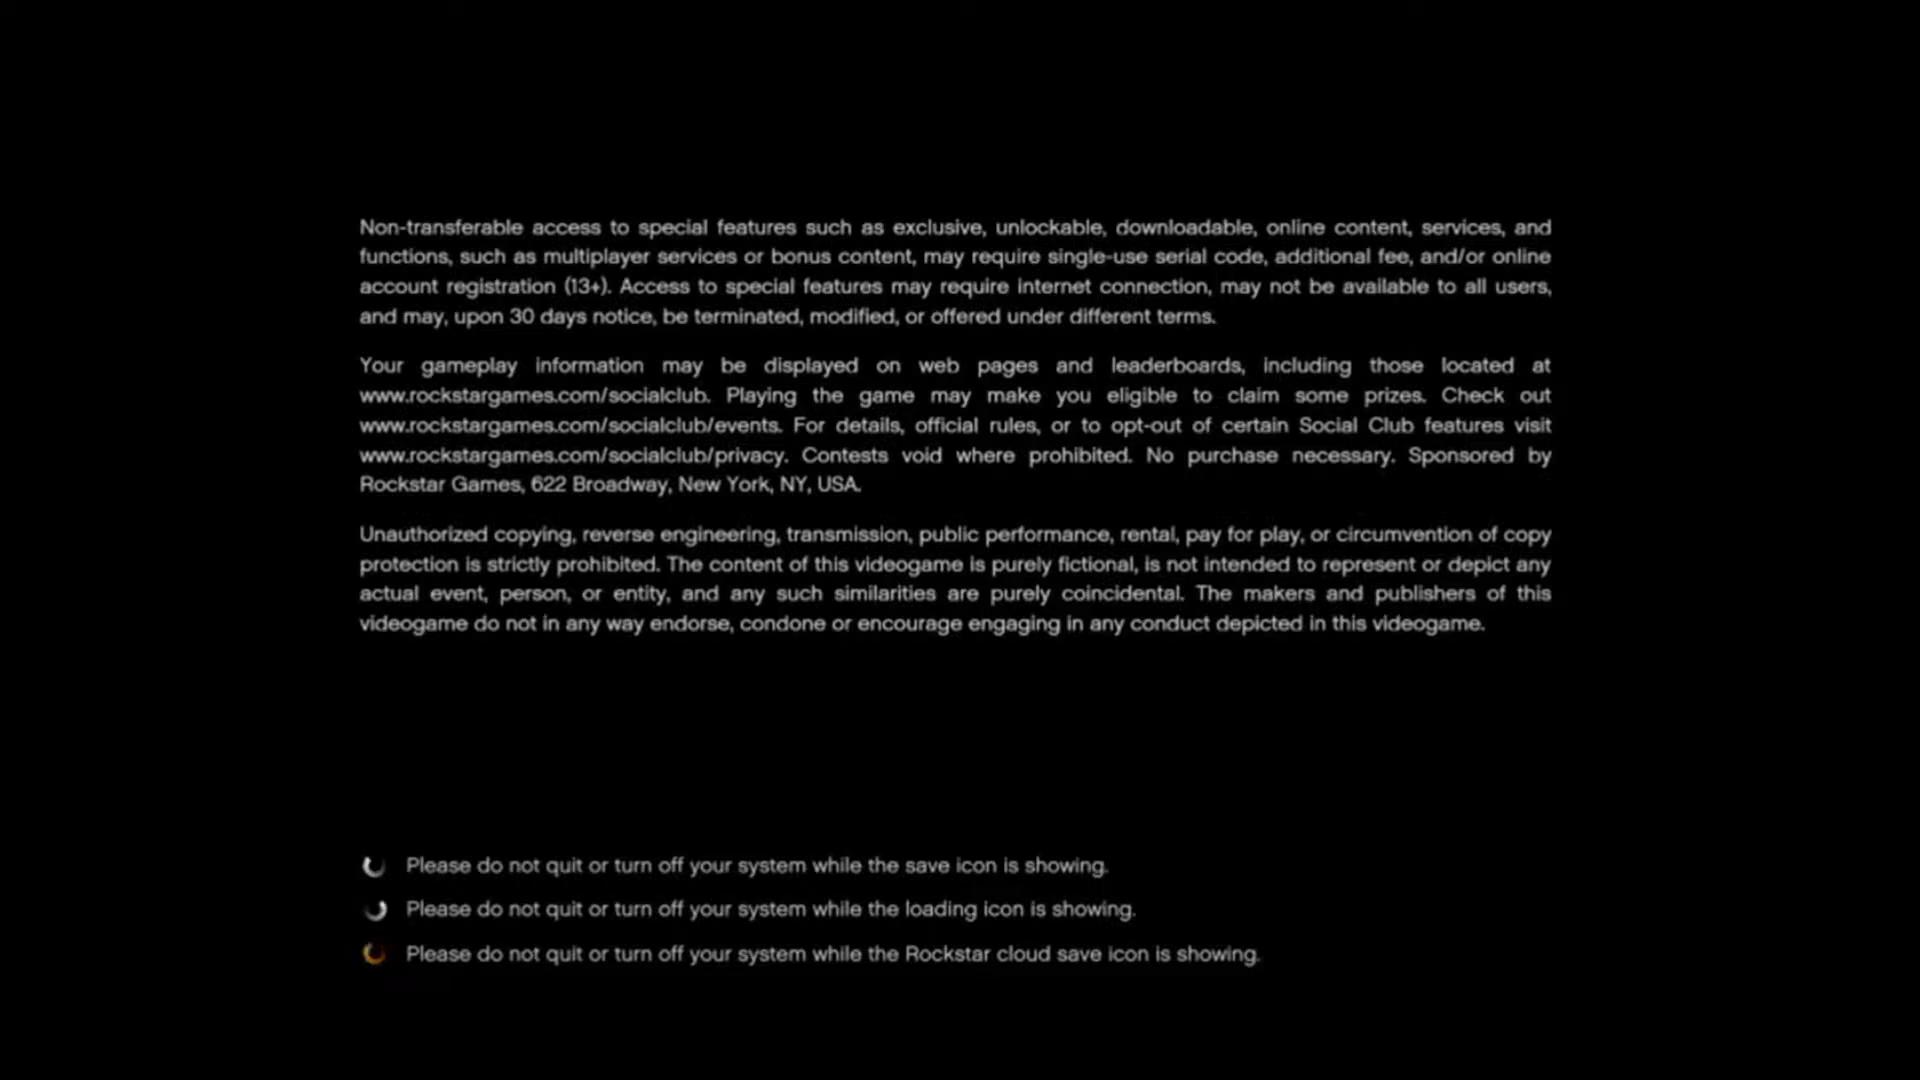 Non-transferable access to special features such as exclusive, unlockable, downloadable, online content, services, and
functions, such as multiplayer services or bonus content, may require single-use serial code, additional fee, and/or online
account registration (13+). Access to special features may require internet connection, may not be available to all users,
and may, upon 30 days notice, be terminated, modified, or offered under different terms.
Your gameplay information may be displayed on web pages and leaderboards, including those located at
www.rockstargames.com/socialclub. Playing the game may make you eligible to claim some prizes. Check out
www.rockstargames.com/socialclub/events. For details, official rules, or to opt-out of certain Social Club features visit
www.rockstargames.com/socialclub/privacy. Contests void where prohibited. No purchase necessary. Sponsored by
Rockstar Games, 622 Broadway, New York, NY, USA.
Unauthorized copying, reverse engineering, transmission, public performance, rental, pay for play, or circumvention of copy
protection is strictly prohibited. The content of this videogame is purely fictional, is not intended to represent or depict any
actual event, person, or entity, and any such similarities are purely coincidental. The makers and publishers of this
videogame do not in any way endorse, condone or encourage engaging in any conduct depicted in this videogame.
Please do not quit or turn off your system while the save icon is showing.
Please do not quit or turn off your system while the loading icon is showing.
Please do not quit or turn off your system while the Rockstar cloud save icon is showing.